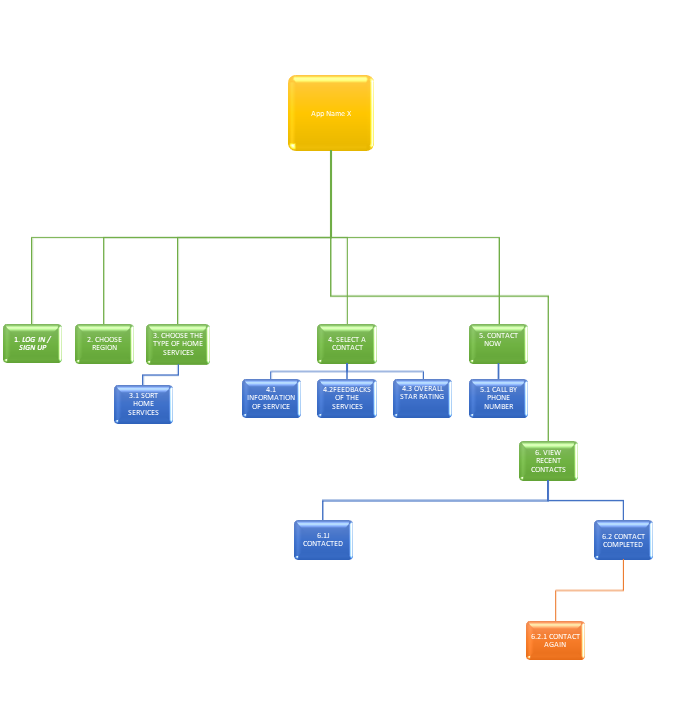 App Name X
1. LOG IN /
SIGN UP
2. CHOOSE
REGION
3. CHOOSE THE
TYPE OF HOME
SERVICES
4. SELECT A
CONTACT
5. CONTACT
NOW
3.1 SORT
HOME
SERVICES
4.1
INFORMATION
OF SERVICE
4.2FEEDBACKS
OF THE
SERVICES
4.3 OVERALL
STAR RATING
5.1 CALL BY
PHONE
NUMBER
6. VIEW
RECENT
CONTACTS
6.1J
CONTACTED
6.2 CONTACT
COMPLETED
6.2.1 CONTACT
AGAIN